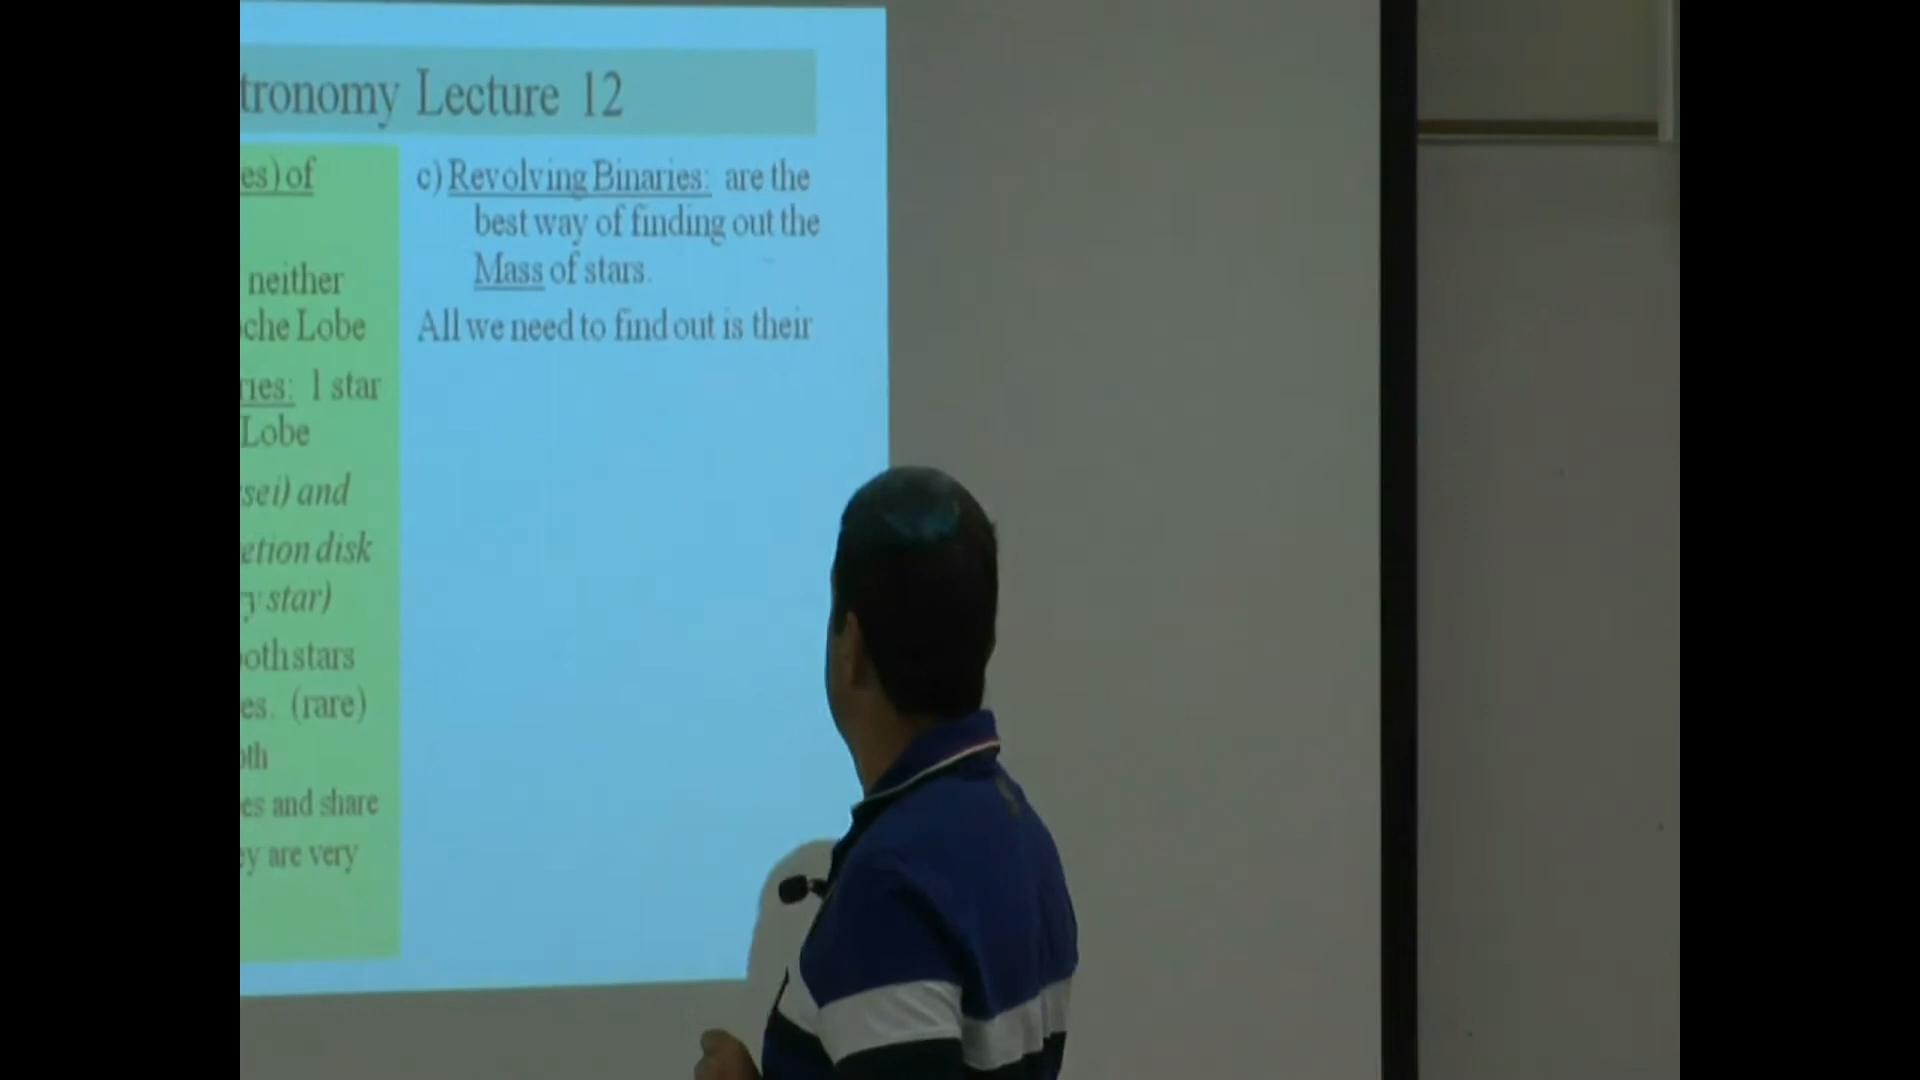 tronomy Lecture 12
es) of
neither
che Lobe
ries: 1 star
Lobe
sei) and
etion disk
y star)
oth stars
es. (rare)
oth
es and share
ey are very
c) Revolving Binaries: are the
best way of finding out the
Mass of stars.
All we need to find out is their